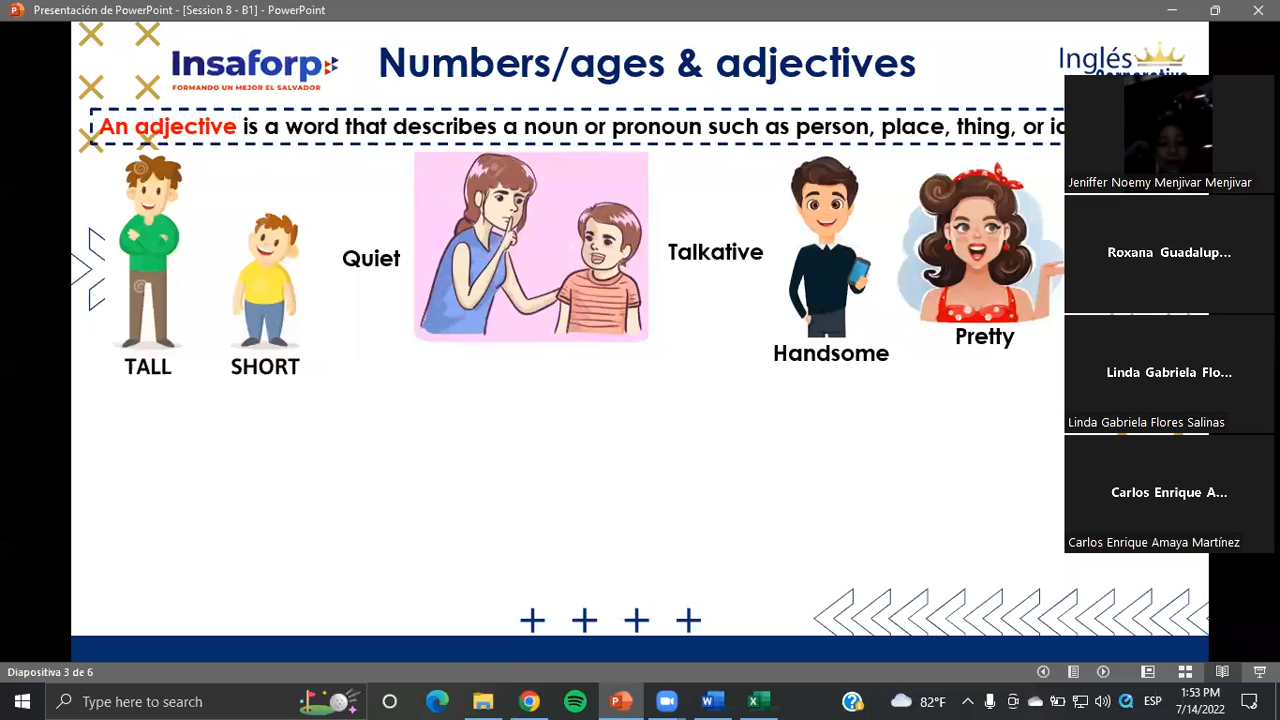 Presentación de PowerPoint - [Session 8 - B1] - PowerPoint
Insaforp
FORMANDO UN MEJOR EL SALVADOR
Numbers/ages & adjectives
Inglés
An adjective is a word that describes a noun or pronoun such as person, place, thing, or
Jeniffer Noemy Menjivar Menjivar
Roxana Guadalup...
Linda Gabriela Flo...
Linda Gabriela Flores Salinas
Carlos Enrique A...
Carlos Enrique Amaya Martínez
Quiet
Talkative
TALL
SHORT
Handsome
Pretty
Diapositiva 3 de 6
Type here to search
82°F
ESP
1:53 PM
7/14/2022